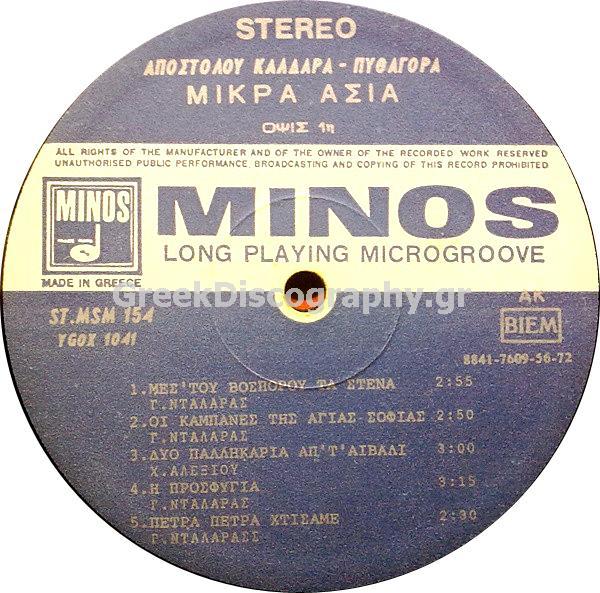 STEREO
ΑΠΟΣΤΟΛΟΥ ΚΑΛΔΑΡΑ - ΠΥΘΑΓΟΡΑ
ΜΙΚΡΑ ΑΣΙΑ
ΟΨΙΣ 1η
ALL RIGHTS OF THE MANUFACTURER AND OF THE OWNER OF THE RECORDED WORK RESERVED
UNAUTHORISED PUBLIC PERFORMANCE, BROADCASTING AND COPYING OF THIS RECORD PROHIBITED
MINOS
MINOS
LONG PLAYING MICROGROOVE
MADE IN GREECE
GreekDiscography.gr
ST.MSM 154
YGOX 1041
AK
BIEM
8841-7609-56-72
1.ΜΕΣ'ΤΟΥ ΒΟΣΠΟΡΟΥ ΤΑ ΣΤΕΝΑ 2:55
Γ.ΝΤΑΛΑΡΑΣ
2.ΟΙ ΚΑΜΠΑΝΕΣ ΤΗΣ ΑΓΙΑΣ ΣΟΦΙΑΣ 2:50
Γ.ΝΤΑΛΑΡΑΣ
3.ΔΥΟ ΠΑΛΛΗΚΑΡΙΑ ΑΠ'Τ'ΑΙΒΑΛΙ 3:00
Χ.ΑΛΕΞΙΟΥ
4.Η ΠΡΟΣΦΥΓΙΑ 3:15
Γ.ΝΤΑΛΑΡΑΣ
5.ΠΕΤΡΑ ΠΕΤΡΑ ΧΤΙΣΑΜΕ 2:30
Γ.ΝΤΑΛΑΡΑΣΣ